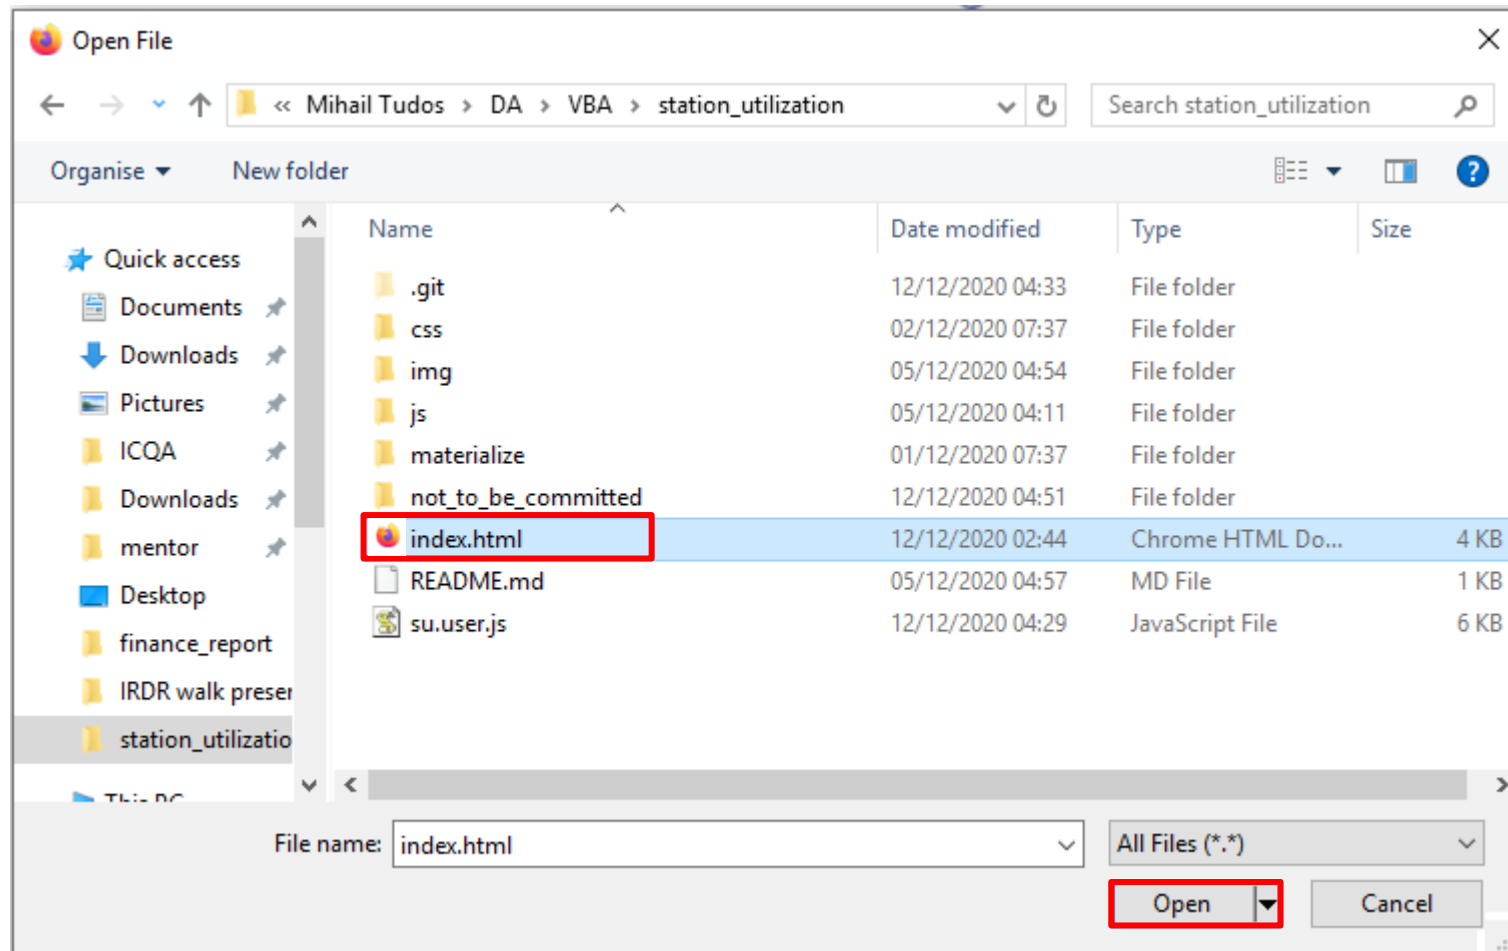 Open File
« Mihail Tudos > DA > VBA > station_utilization
Search station_utilization
Organise
New folder
Name
Date modified
Type
Size
Quick access
Documents
Downloads
Pictures
ICQA
Downloads
mentor
Desktop
finance_report
IRDR walk preser
station_utilizatio
This PC
.git 12/12/2020 04:33 File folder
css 02/12/2020 07:37 File folder
img 05/12/2020 04:54 File folder
js 05/12/2020 04:11 File folder
materialize 01/12/2020 07:37 File folder
not_to_be_committed 12/12/2020 04:51 File folder
index.html 12/12/2020 02:44 Chrome HTML Do... 4 KB
README.md 05/12/2020 04:57 MD File 1 KB
su.user.js 12/12/2020 04:29 JavaScript File 6 KB
File name: index.html
All Files (*.*)
Open
Cancel